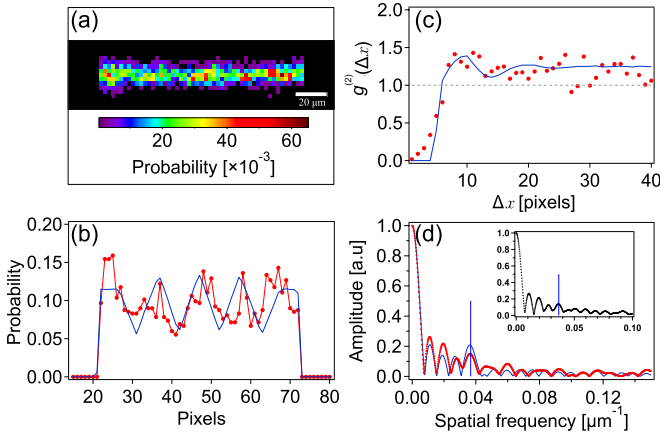 (a)
20 μm
20 40 60
Probability [×10⁻³]
(b)
0.20
0.15
0.10
0.05
0.00
Probability
20 30 40 50 60 70 80
Pixels
(c)
2.0
1.5
1.0
0.5
0.0
g⁽²⁾(Δx)
10 20 30 40
Δx [pixels]
(d)
1.0
0.8
0.6
0.4
0.2
0.0
Amplitude [a.u]
0.00 0.04 0.08 0.12
Spatial frequency [μm⁻¹]
1.0
0.8
0.6
0.4
0.2
0.0
0.00 0.05 0.10